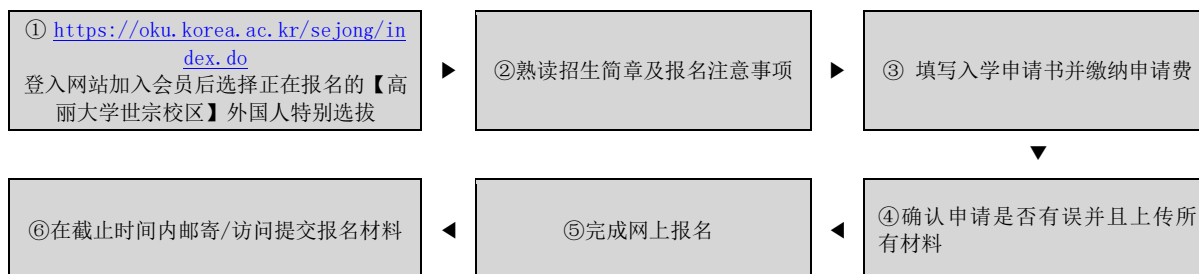 ① https://oku.korea.ac.kr/sejong/in
dex.do
登入网站加入会员后选择正在报名的【高
丽大学世宗校区】外国人特别选拔
▶
②熟读招生简章及报名注意事项
▶
③ 填写入学申请书并缴纳申请费
▼
④确认申请是否有误并且上传所
有材料
◀
⑤完成网上报名
◀
⑥在截止时间内邮寄/访问提交报名材料